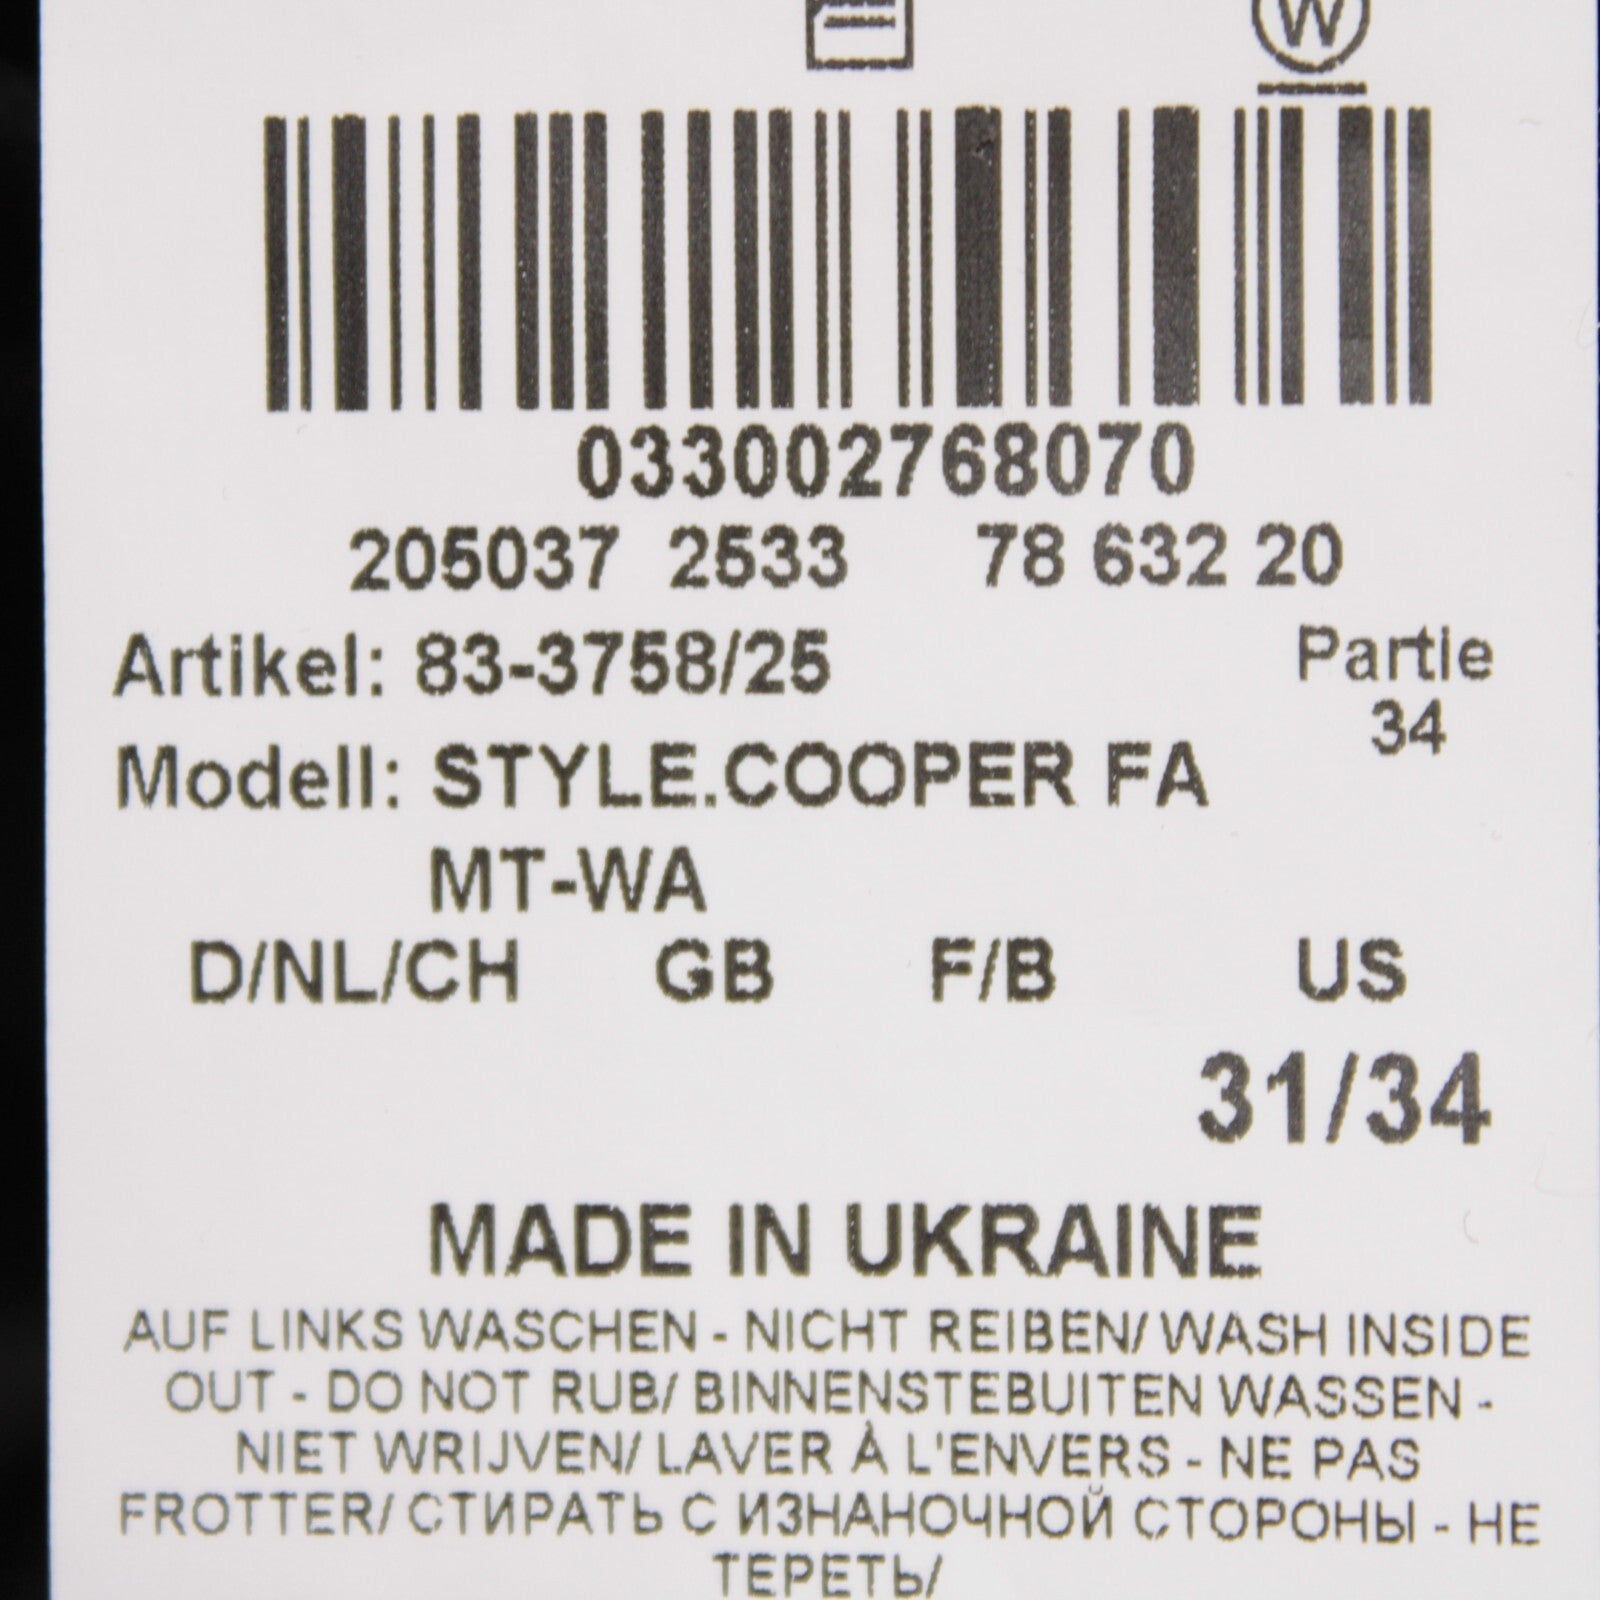 W
033002768070
205037 2533 78 632 20
Artikel: 83-3758/25 Partie
34
Modell: STYLE.COOPER FA
MT-WA
D/NL/CH GB F/B US
31/34
MADE IN UKRAINE
AUF LINKS WASCHEN - NICHT REIBEN/ WASH INSIDE
OUT - DO NOT RUB/ BINNENSTEBUITEN WASSEN -
NIET WRIJVEN/ LAVER À L'ENVERS - NE PAS
FROTTER/ СТИРАТЬ С ИЗНАНОЧНОЙ СТОРОНЫ - НЕ
ТЕРЕТЬ/